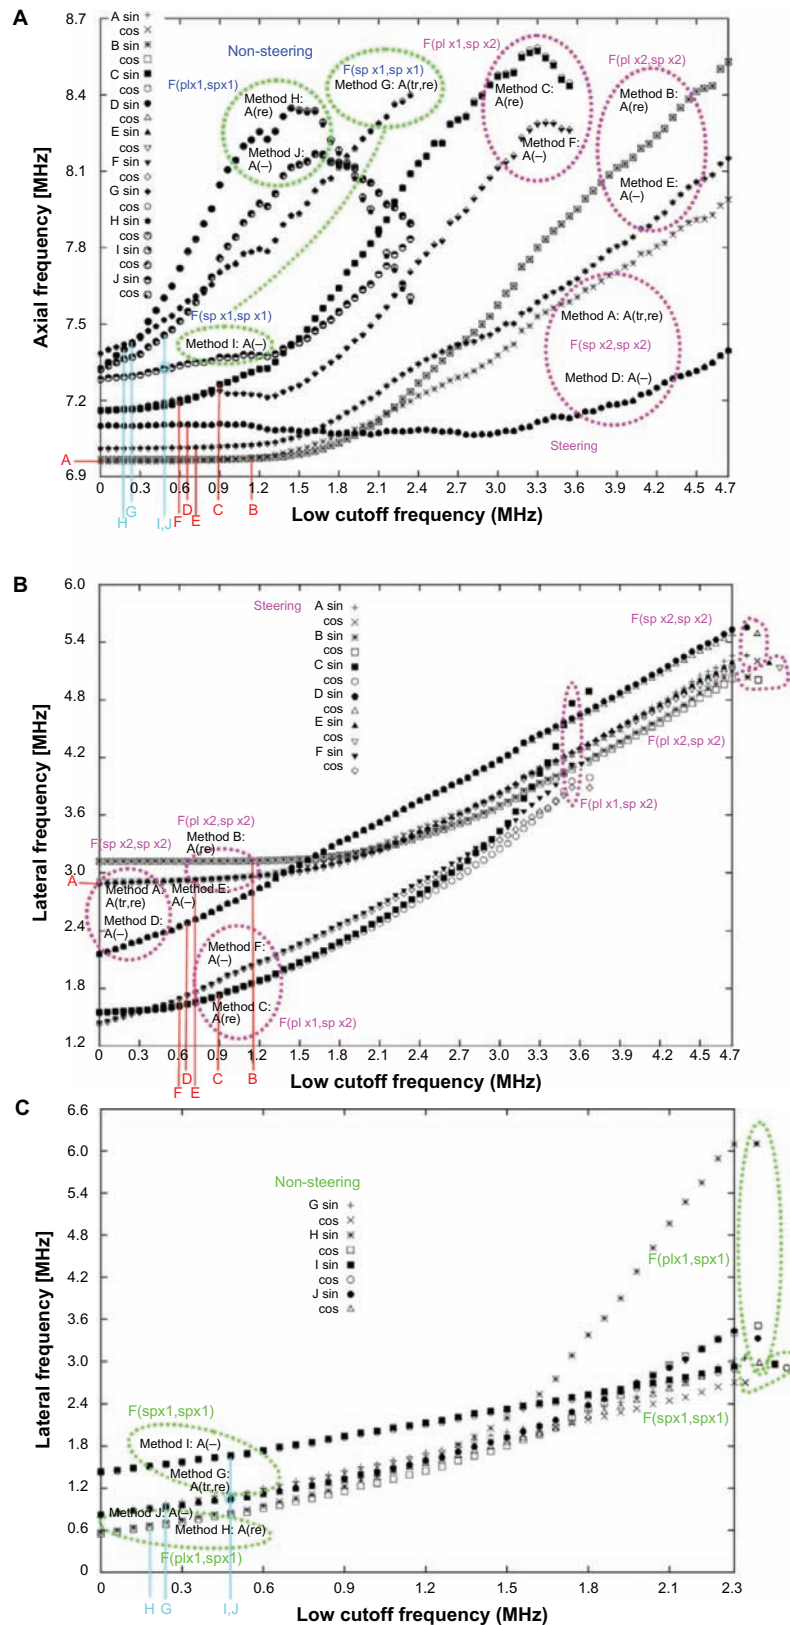 A
A sin
cos
B sin
cos
C sin
cos
D sin
cos
E sin
cos
F sin
cos
G sin
cos
H sin
cos
I sin
cos
J sin
cos
Non-steering
F(plx1,spx1)
Method H:
A(re)
Method J:
A(–)
F(sp x1,sp x1)
Method G: A(tr,re)
F(pl x1,sp x2)
Method C:
A(re)
Method F:
A(–)
F(pl x2,sp x2)
Method B:
A(re)
Method E:
A(–)
F(sp x1,sp x1)
Method I: A(–)
Method A: A(tr,re)
F(sp x2,sp x2)
Method D: A(–)
Steering
Axial frequency [MHz]
8.7
8.4
8.1
7.8
7.5
7.2
6.9
A
0 0.3 0.6 0.9 1.2 1.5 1.8 2.1 2.4 2.7 3.0 3.3 3.6 3.9 4.2 4.5 4.7
H G I,J F D E C B
Low cutoff frequency (MHz)
B
Steering
A sin
cos
B sin
cos
C sin
cos
D sin
cos
E sin
cos
F sin
cos
F(sp x2,sp x2)
F(pl x2,sp x2)
F(pl x1,sp x2)
F(sp x2,sp x2)
F(pl x2,sp x2)
Method B:
A(re)
Method A:
A(tr,re)
Method E:
A(–)
Method D:
A(–)
Method F:
A(–)
Method C:
A(re)
F(pl x1,sp x2)
Lateral frequency [MHz]
6.0
5.4
4.8
4.2
3.6
3.0
2.4
1.8
1.2
A
0 0.3 0.6 0.9 1.2 1.5 1.8 2.1 2.4 2.7 3.0 3.3 3.6 3.9 4.2 4.5 4.7
F D E C B
Low cutoff frequency (MHz)
C
Non-steering
G sin
cos
H sin
cos
I sin
cos
J sin
cos
F(plx1,spx1)
F(spx1,spx1)
F(spx1,spx1)
Method I: A(–)
Method G:
A(tr,re)
Method J: A(–)
Method H: A(re)
F(plx1,spx1)
Lateral frequency [MHz]
6.6
6.0
5.4
4.8
4.2
3.6
3.0
2.4
1.8
1.2
0.6
0
0 0.3 0.6 0.9 1.2 1.5 1.8 2.1 2.3
H G I,J
Low cutoff frequency (MHz)